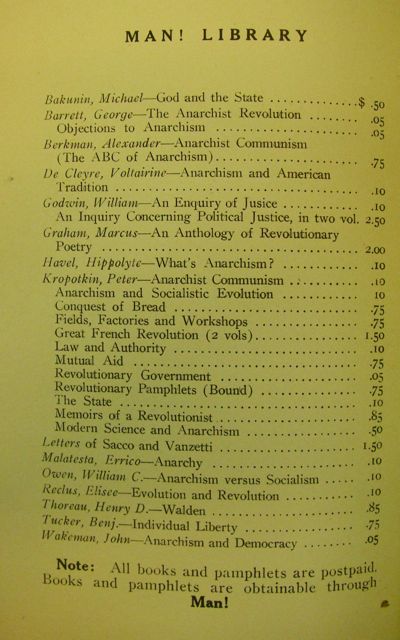 MAN! LIBRARY
Bakunin, Michael—God and the State .............$ .50
Barrett, George—The Anarchist Revolution ....... .05
Objections to Anarchism .................. .05
Berkman, Alexander—Anarchist Communism
(The ABC of Anarchism).................. .75
De Cleyre, Voltairine—Anarchism and American
Tradition ................................ .10
Godwin, William—An Enquiry of Jusice ........... .10
An Inquiry Concerning Political Justice, in two vol. 2.50
Graham, Marcus—An Anthology of Revolutionary
Poetry .................................. 2.00
Havel, Hippolyte—What's Anarchism? ............. .10
Kropotkin, Peter—Anarchist Communism .......... .10
Anarchism and Socialistic Evolution ........ 10
Conquest of Bread ........................ .75
Fields, Factories and Workshops ............ .75
Great French Revolution (2 vols)............ 1.50
Law and Authority ........................ .10
Mutual Aid ............................... .75
Revolutionary Government .................. .05
Revolutionary Pamphlets (Bound) ........... .75
The State ................................ .10
Memoirs of a Revolutionist ................. .85
Modern Science and Anarchism ............. .50
Letters of Sacco and Vanzetti .................. 1.50
Malatesta, Errico—Anarchy ..................... .10
Owen, William C.—Anarchism versus Socialism .... .10
Reclus, Elisee—Evolution and Revolution ......... .10
Thoreau, Henry D.—Walden ..................... .85
Tucker, Benj.—Individual Liberty ................ .75
Wakeman, John—Anarchism and Democracy ........ .05
Note: All books and pamphlets are postpaid.
Books and pamphlets are obtainable through
Man!